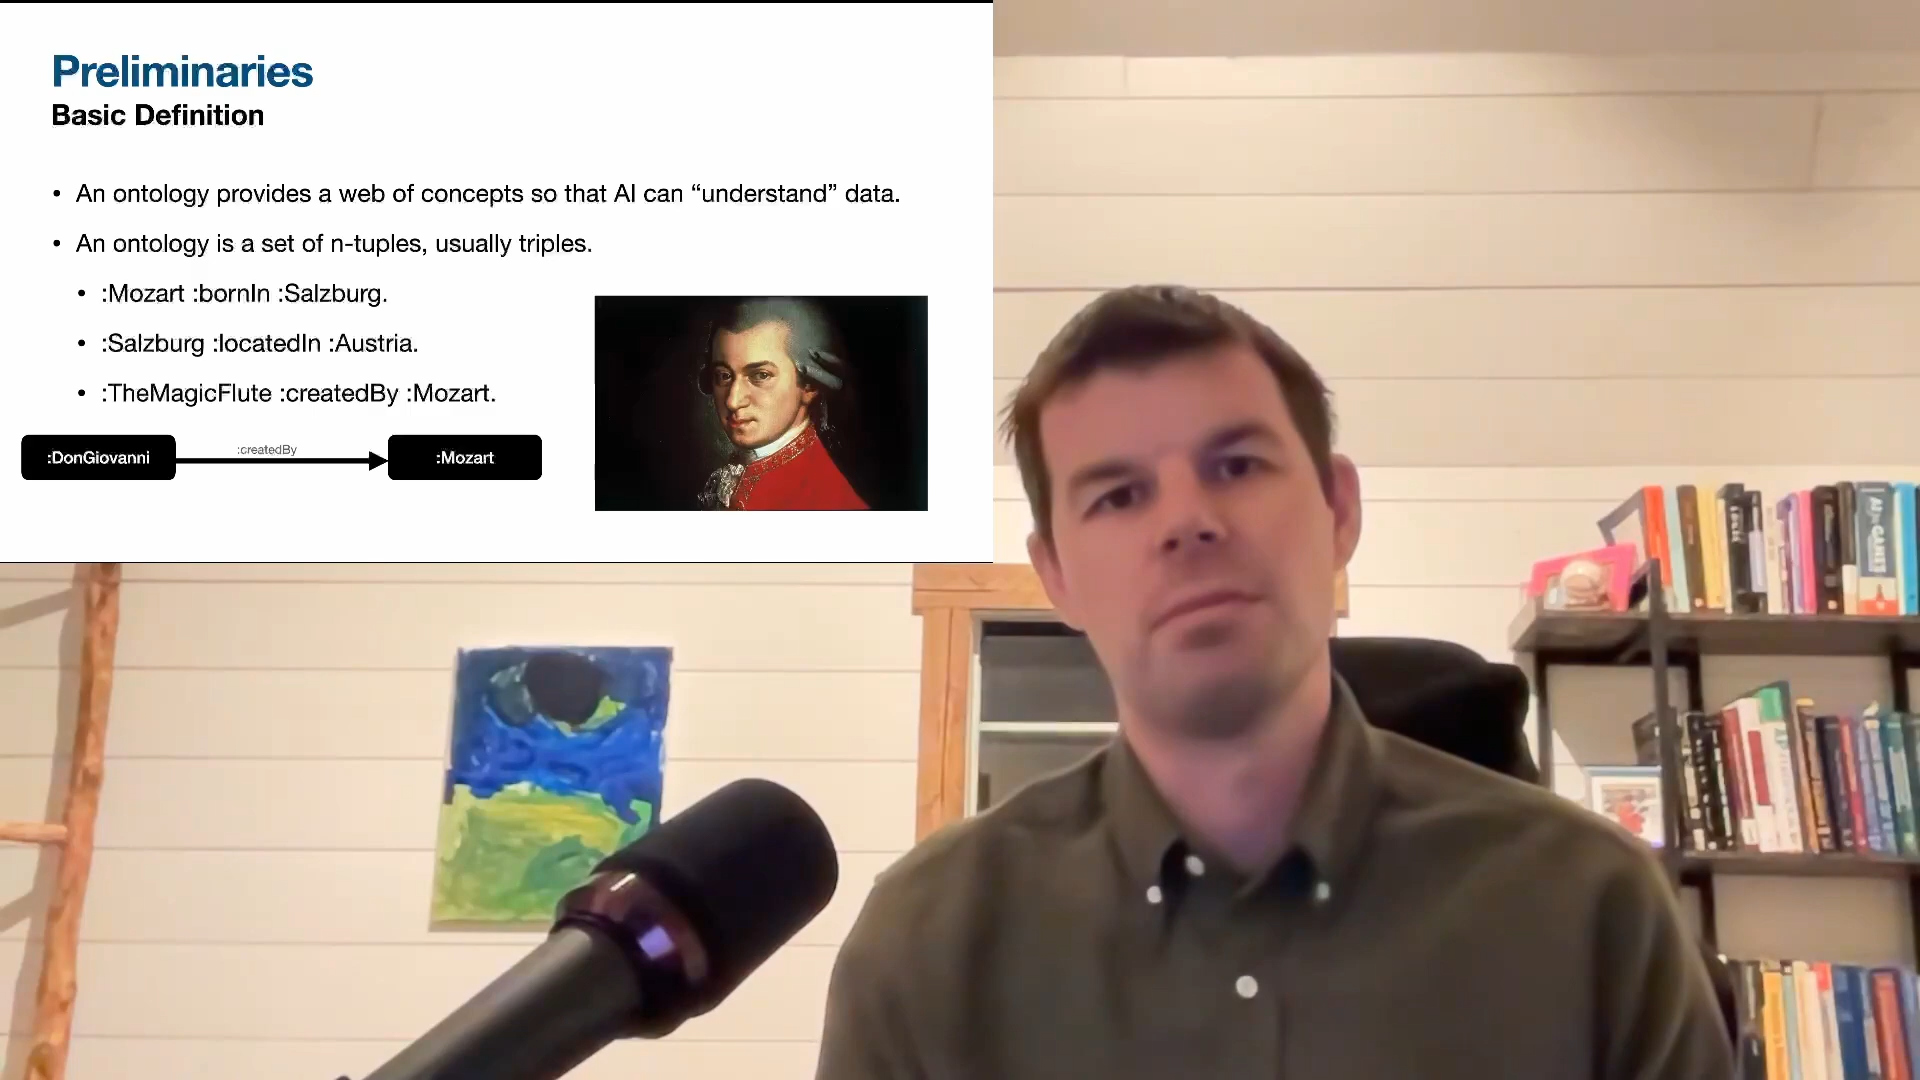 Preliminaries
Basic Definition
• An ontology provides a web of concepts so that AI can “understand” data.
• An ontology is a set of n-tuples, usually triples.
• :Mozart :bornIn :Salzburg.
• :Salzburg :locatedIn :Austria.
• :TheMagicFlute :createdBy :Mozart.
:DonGiovanni
:createdBy
:Mozart